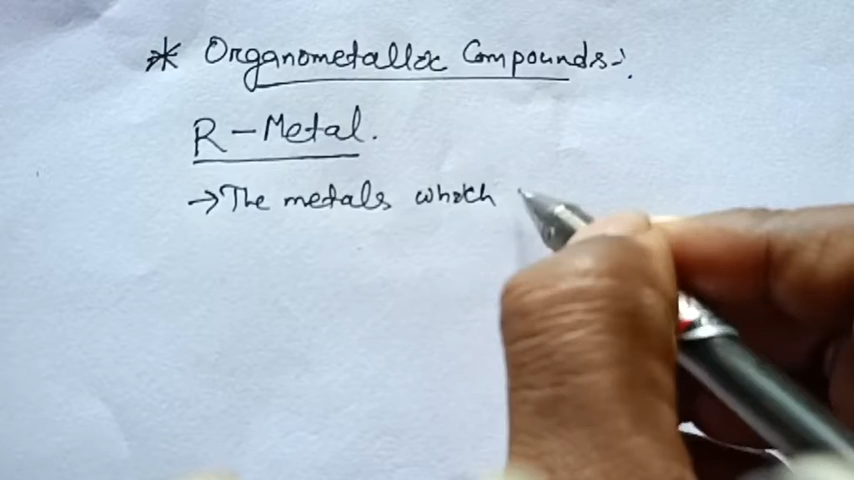 * Organometallic Compounds:-
R-Metal.
→The metals which